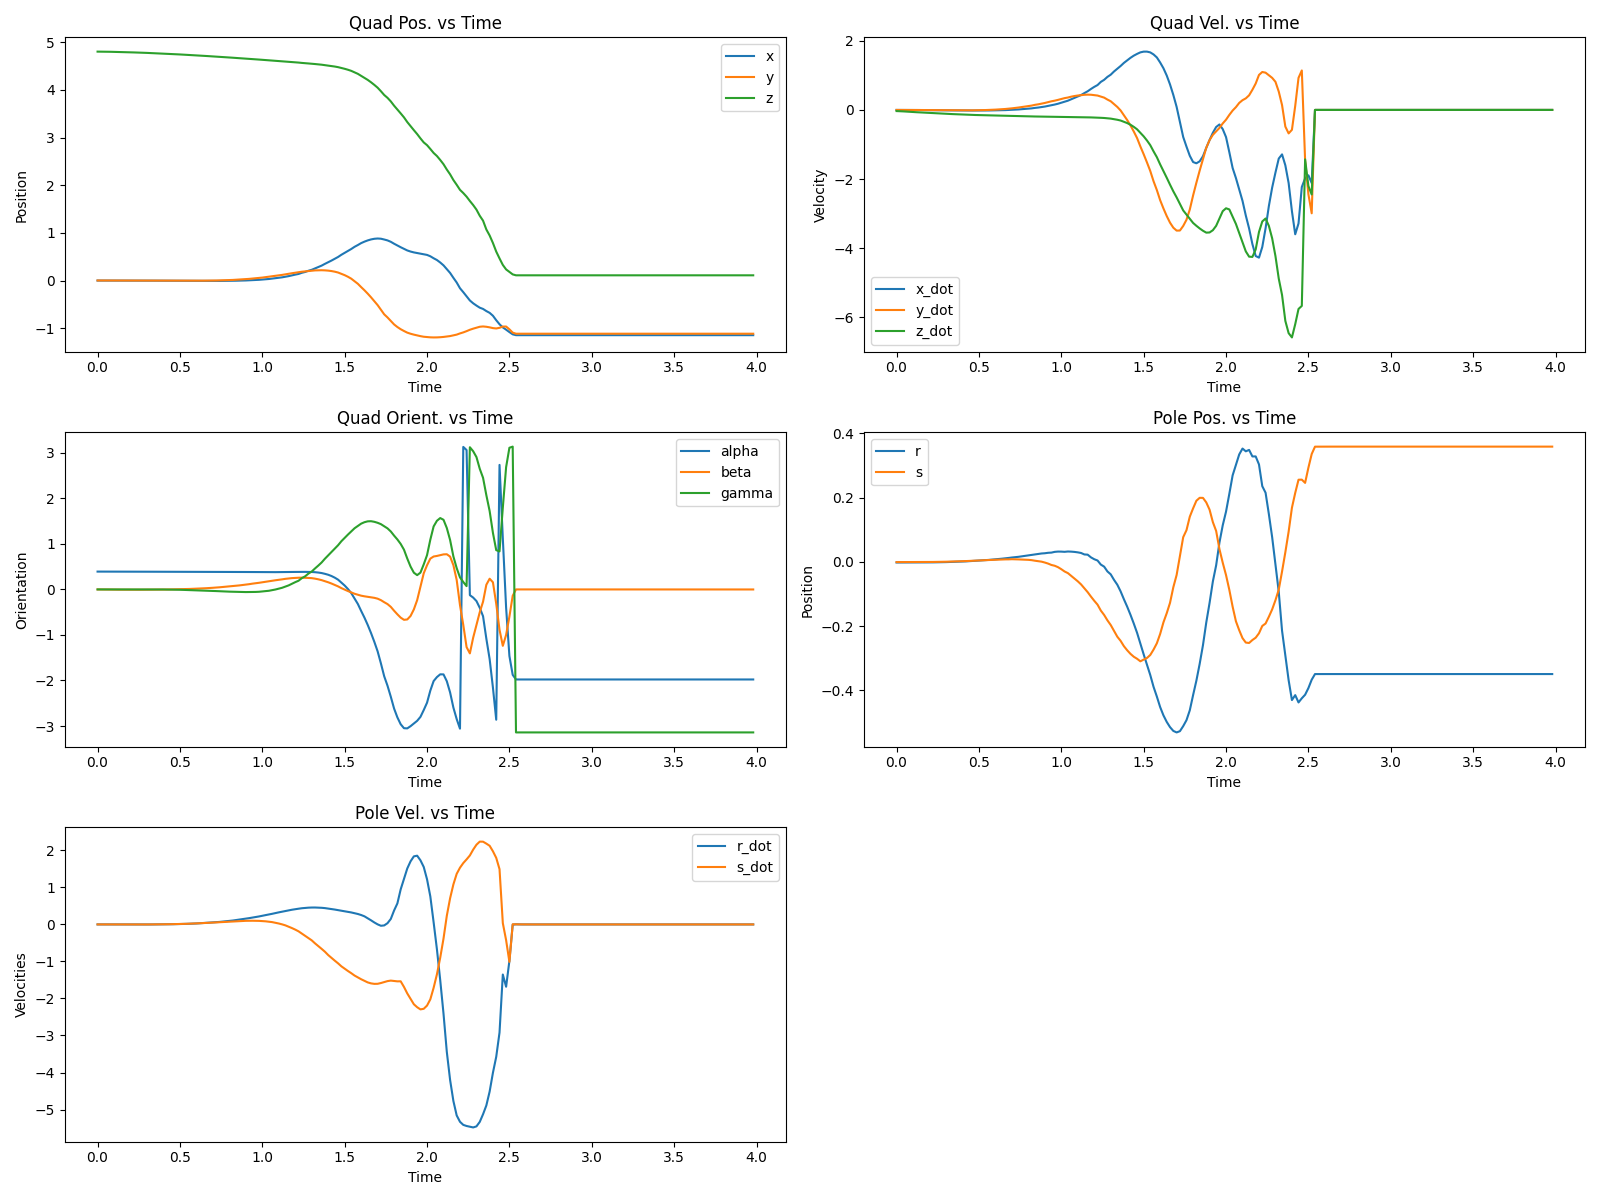 Quad Pos. vs Time
Position
5
4
3
2
1
0
−1
0.0 0.5 1.0 1.5 2.0 2.5 3.0 3.5 4.0
Time
x
y
z
Quad Vel. vs Time
Velocity
2
0
−2
−4
−6
0.0 0.5 1.0 1.5 2.0 2.5 3.0 3.5 4.0
Time
x_dot
y_dot
z_dot
Quad Orient. vs Time
Orientation
3
2
1
0
−1
−2
−3
0.0 0.5 1.0 1.5 2.0 2.5 3.0 3.5 4.0
Time
alpha
beta
gamma
Pole Pos. vs Time
Position
0.4
0.2
0.0
−0.2
−0.4
0.0 0.5 1.0 1.5 2.0 2.5 3.0 3.5 4.0
Time
r
s
Pole Vel. vs Time
Velocities
2
1
0
−1
−2
−3
−4
−5
0.0 0.5 1.0 1.5 2.0 2.5 3.0 3.5 4.0
Time
r_dot
s_dot